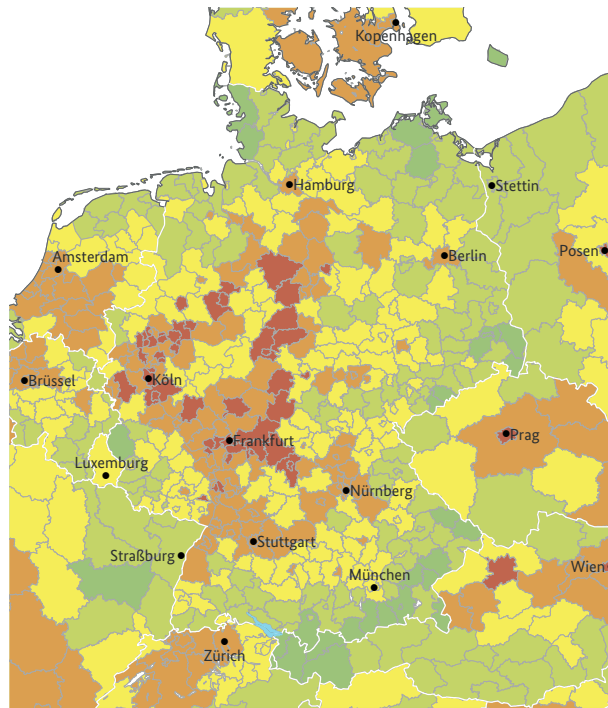 Kopenhagen
Hamburg
Stettin
Amsterdam
Berlin
Posen
Brüssel
Köln
Prag
Frankfurt
Luxemburg
Nürnberg
Stuttgart
Straßburg
Wien
München
Zürich